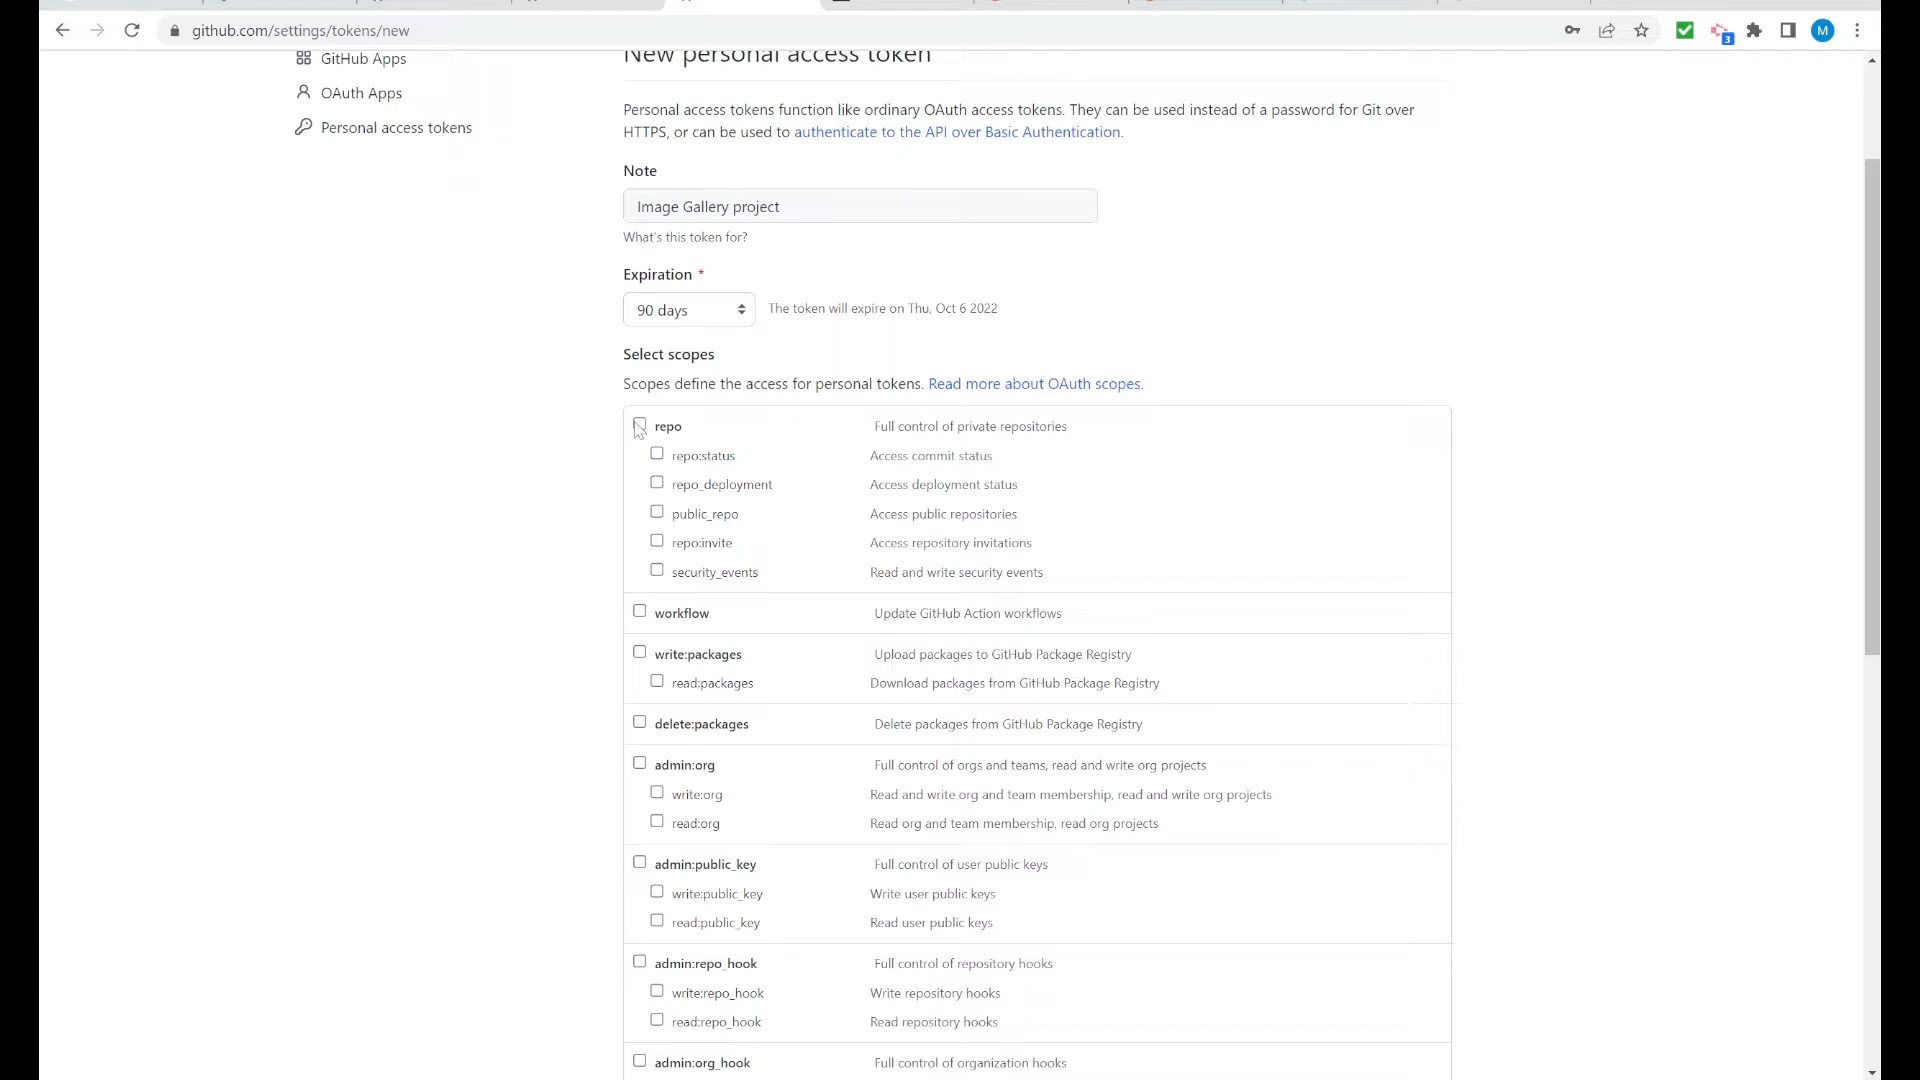 github.com/settings/tokens/new
3
M
GitHub Apps
OAuth Apps
Personal access tokens
New personal access token
Personal access tokens function like ordinary OAuth access tokens. They can be used instead of a password for Git over
HTTPS, or can be used to authenticate to the API over Basic Authentication.
Note
Image Gallery project
What's this token for?
Expiration *
90 days
The token will expire on Thu, Oct 6 2022
Select scopes
Scopes define the access for personal tokens. Read more about OAuth scopes.
repo Full control of private repositories
repo:status Access commit status
repo_deployment Access deployment status
public_repo Access public repositories
repo:invite Access repository invitations
security_events Read and write security events
workflow Update GitHub Action workflows
write:packages Upload packages to GitHub Package Registry
read:packages Download packages from GitHub Package Registry
delete:packages Delete packages from GitHub Package Registry
admin:org Full control of orgs and teams, read and write org projects
write:org Read and write org and team membership, read and write org projects
read:org Read org and team membership, read org projects
admin:public_key Full control of user public keys
write:public_key Write user public keys
read:public_key Read user public keys
admin:repo_hook Full control of repository hooks
write:repo_hook Write repository hooks
read:repo_hook Read repository hooks
admin:org_hook Full control of organization hooks